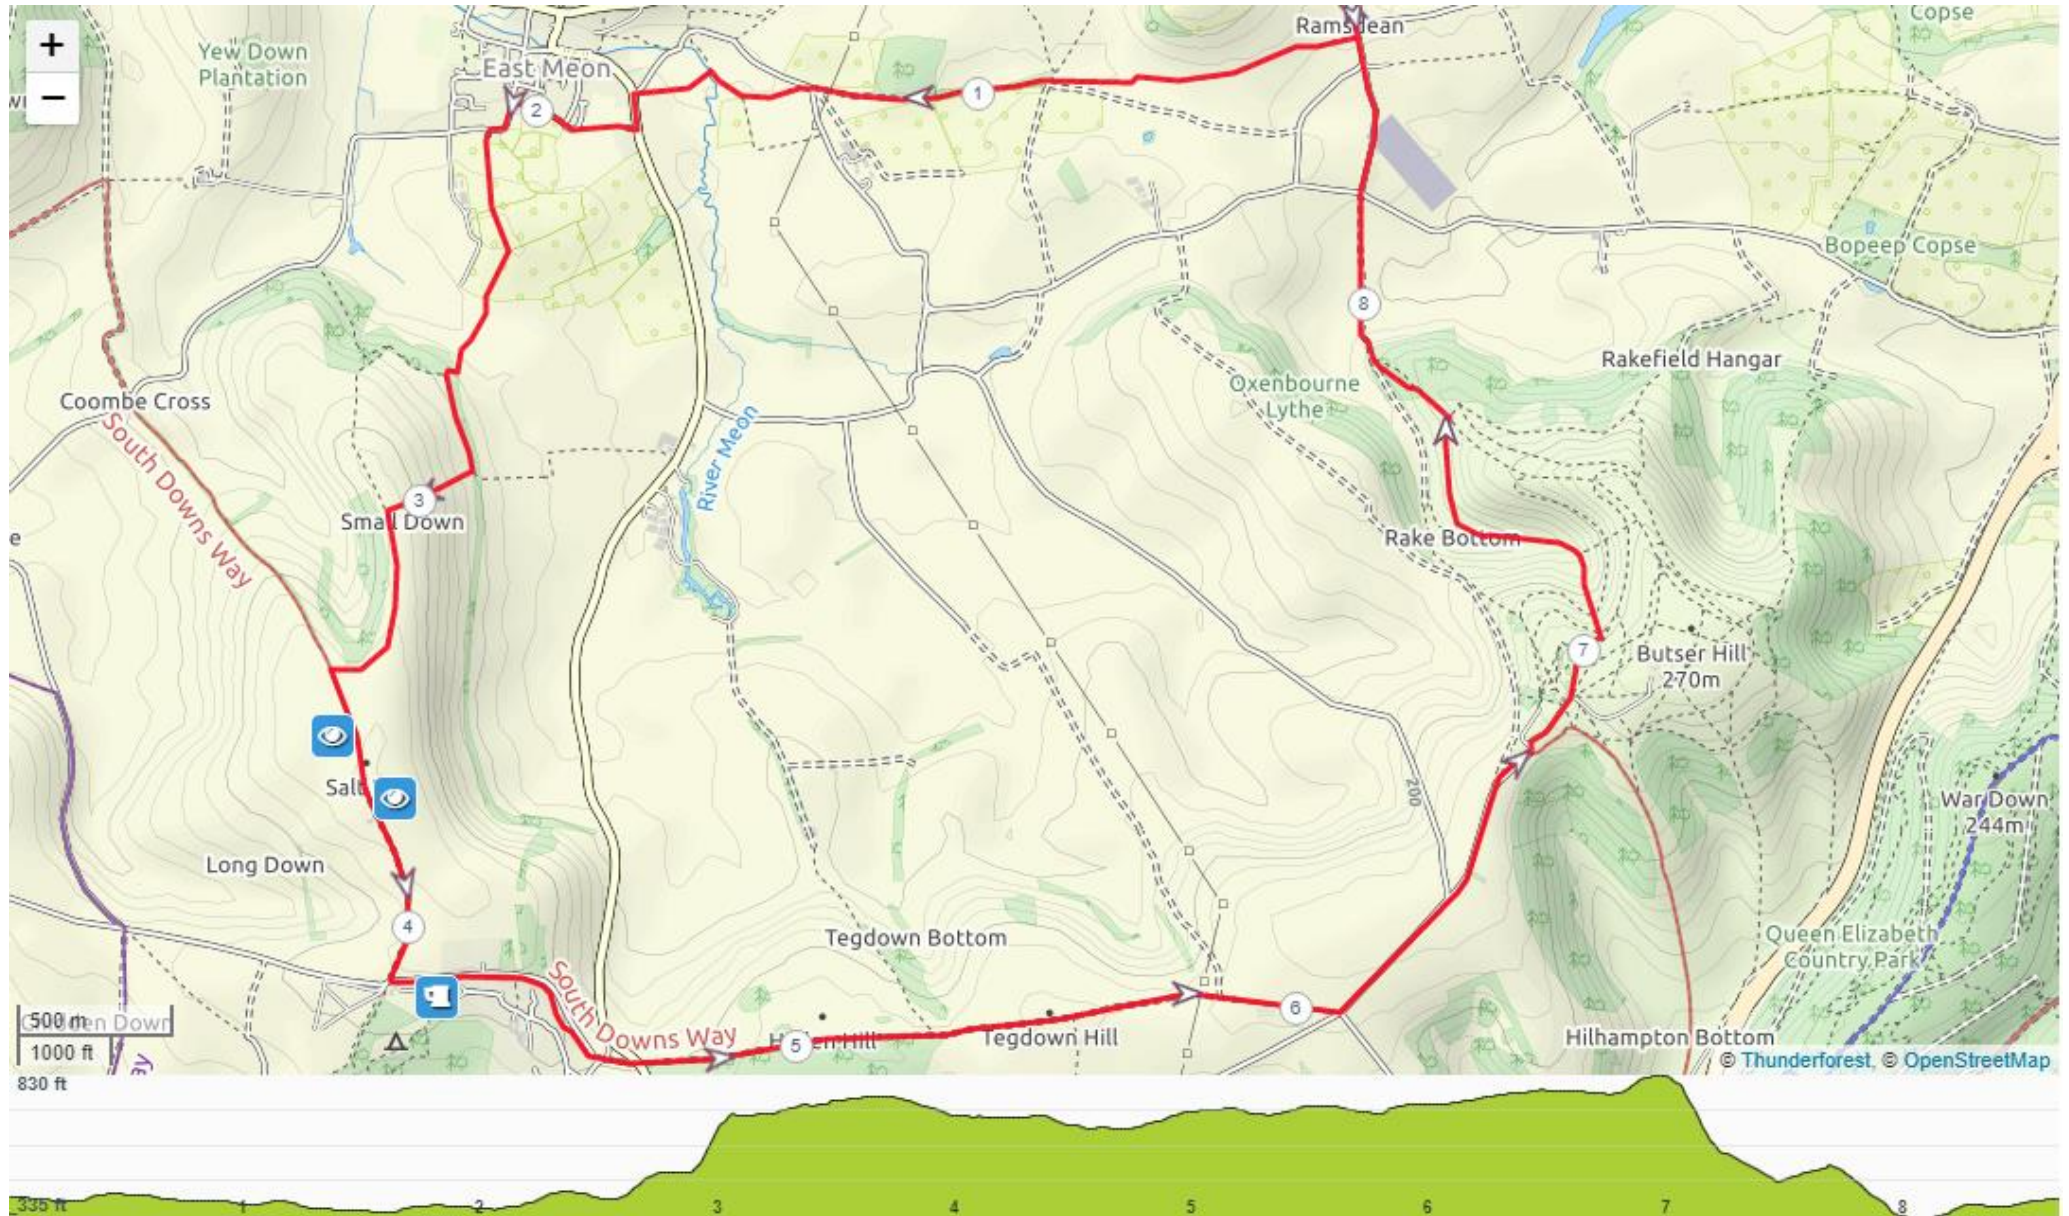 +
−
Yew Down
Plantation
East Meon
Ramsdean
Copse
1
2
Bopeep Copse
8
Rakefield Hangar
Oxenbourne
Lythe
Coombe Cross
South Downs Way
River Meon
3
Small Down
Rake Bottom
7
Butser Hill
270m
Salt
200
War Down
244m
Long Down
4
Tegdown Bottom
Queen Elizabeth
Country Park
South Downs Way
6
5
Tegdown Hill
Hilhampton Bottom
500 m
1000 ft
© Thunderforest, © OpenStreetMap
830 ft
335 ft
1 2 3 4 5 6 7 8